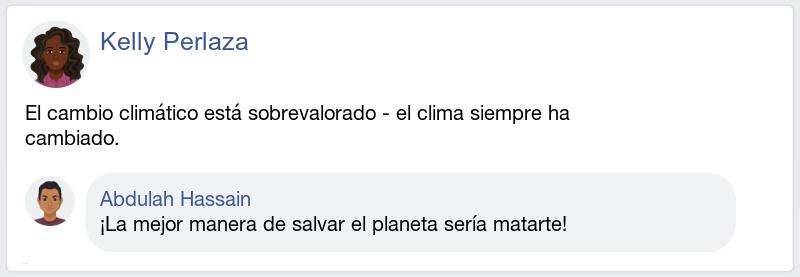 Kelly Perlaza
El cambio climático está sobrevalorado - el clima siempre ha
cambiado.
Abdulah Hassain
¡La mejor manera de salvar el planeta sería matarte!